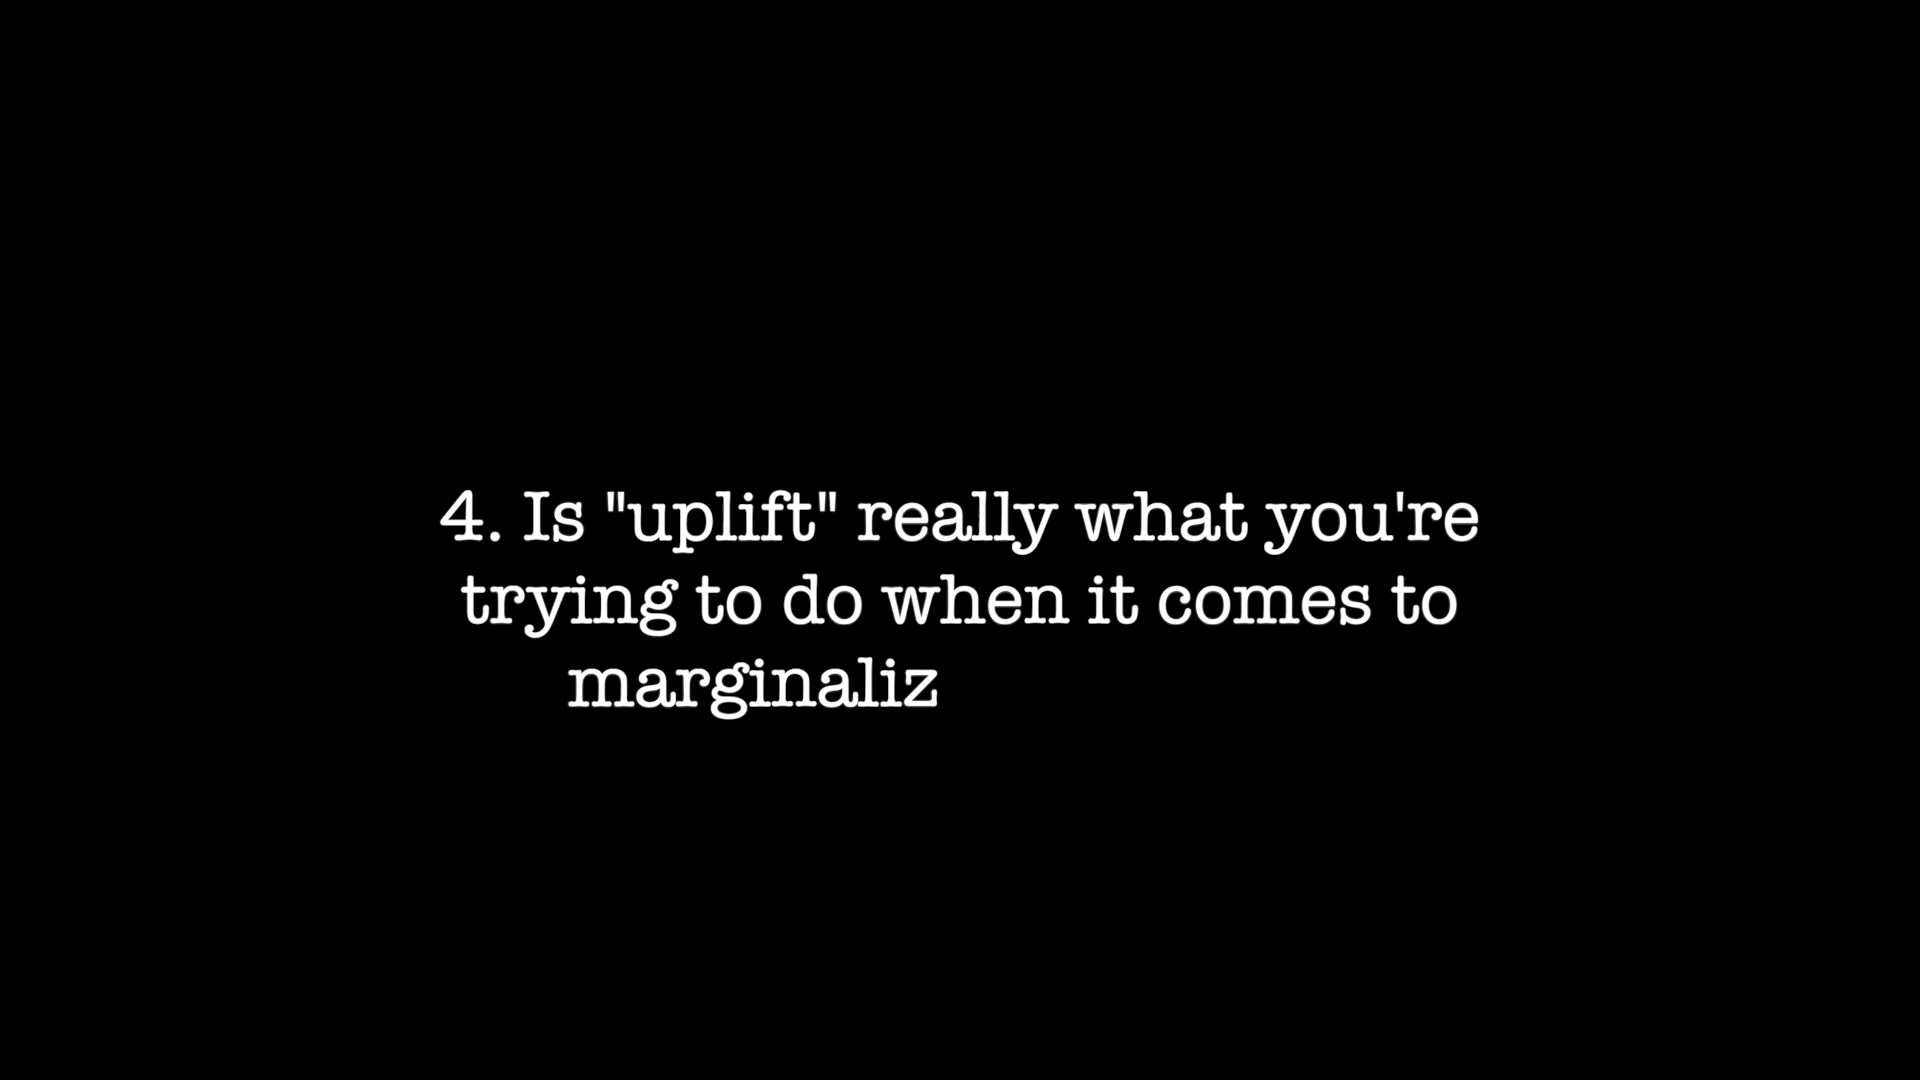 4. Is "uplift" really what you're
trying to do when it comes to
marginaliz